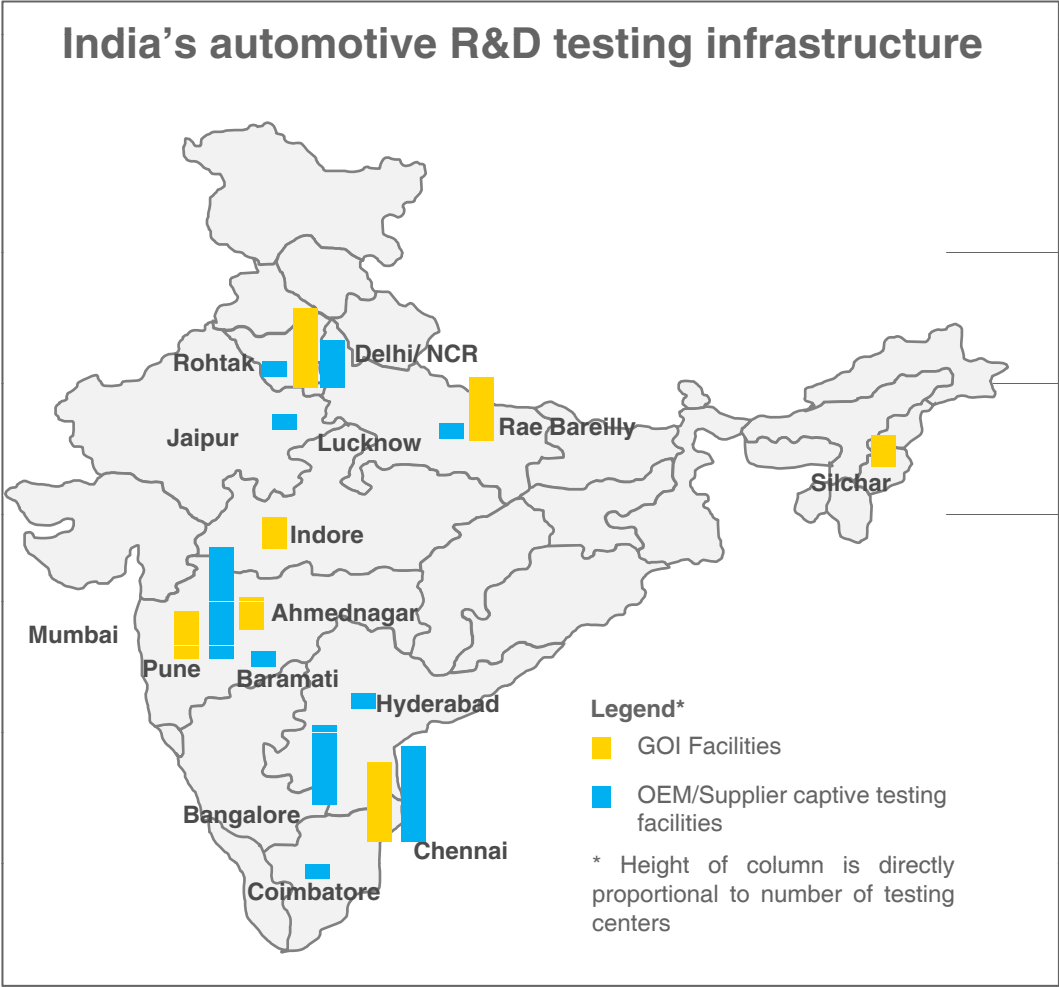 India’s automotive R&D testing infrastructure
Rohtak
Delhi/ NCR
Jaipur
Lucknow
Rae Bareilly
Silchar
Indore
Ahmednagar
Mumbai
Pune
Baramati
Hyderabad
Bangalore
Chennai
Coimbatore
Legend*
GOI Facilities
OEM/Supplier captive testing
facilities
* Height of column is directly
proportional to number of testing
centers